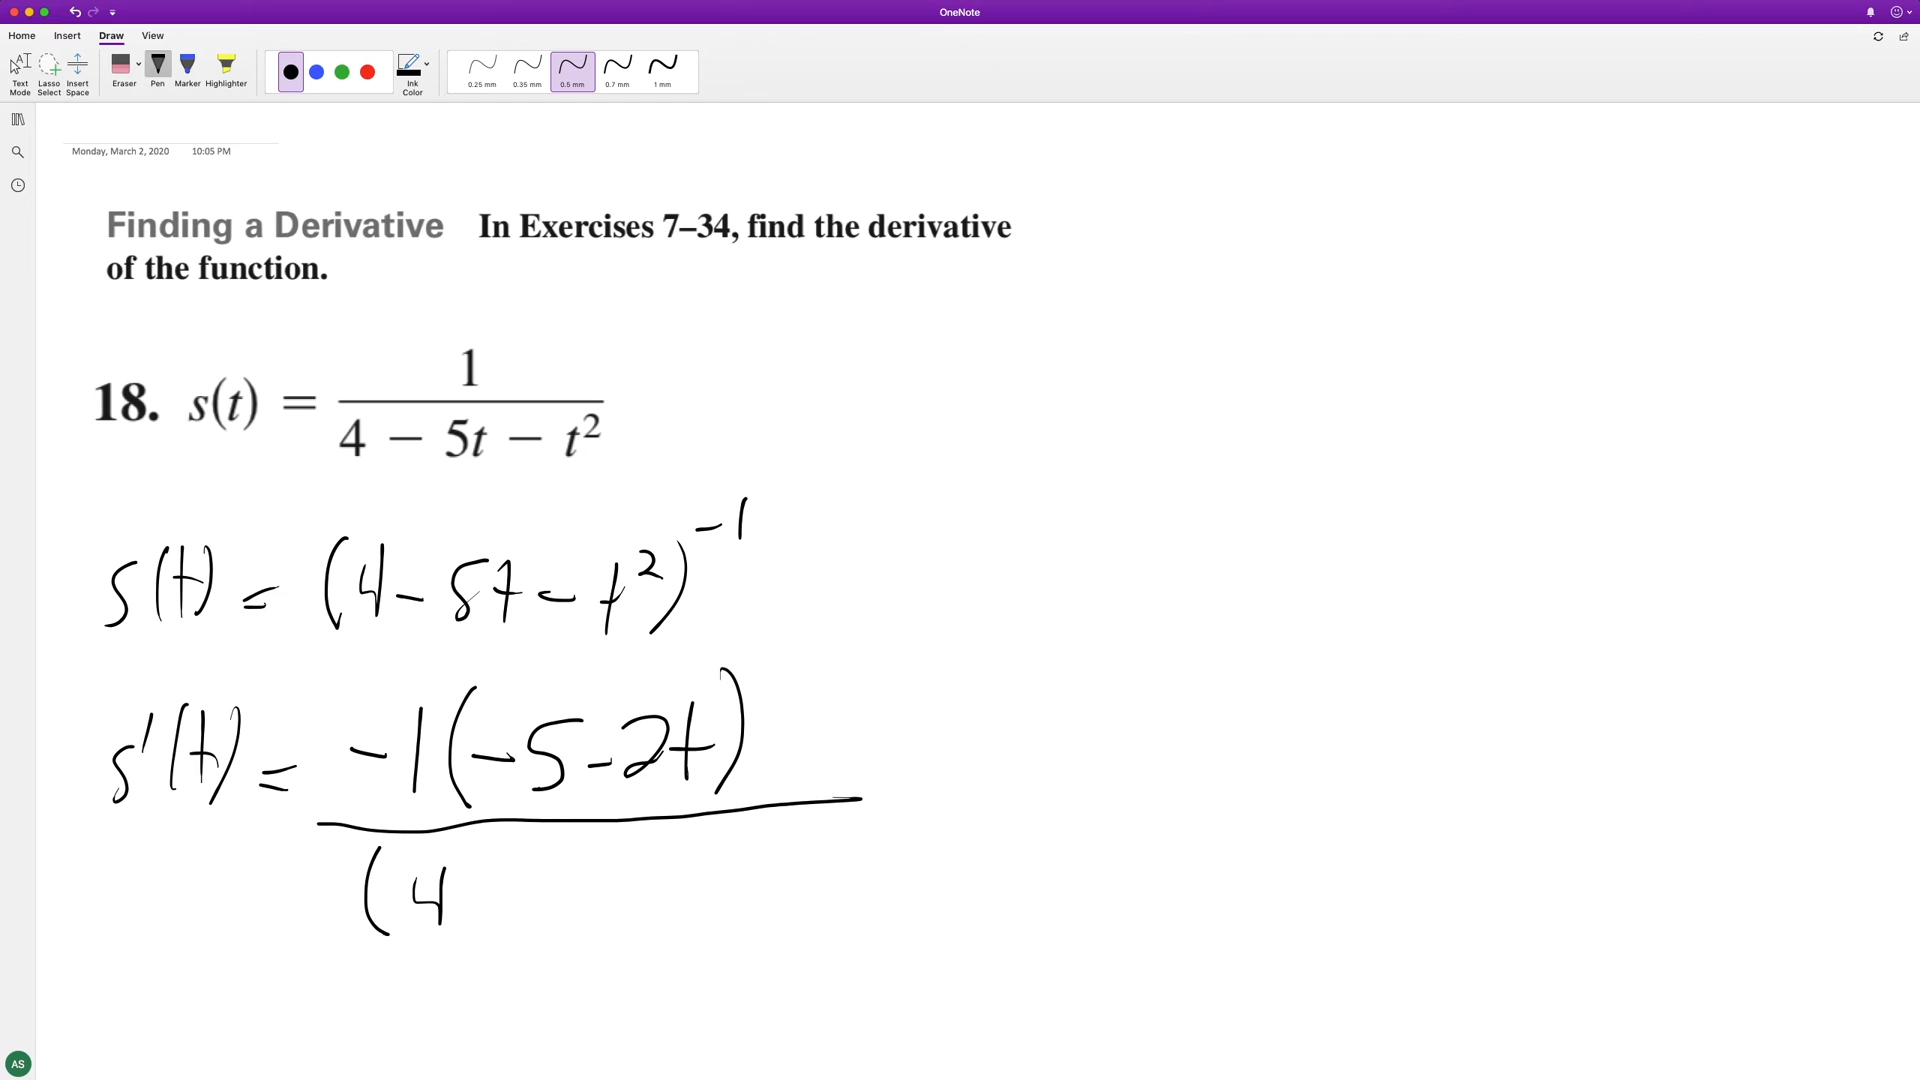 OneNote
Home Insert Draw View
Text Mode Lasso Select Insert Space Eraser Pen Marker Highlighter Ink Color 0.25 mm 0.35 mm 0.5 mm 0.7 mm 1 mm
Monday, March 2, 2020 10:05 PM
Finding a Derivative In Exercises 7–34, find the derivative
of the function.
18. s(t) = 1 / (4 − 5t − t²)
s(t) = (4 - 5t - t²)⁻¹
s'(t) = -1(-5-2t)
(4
AS